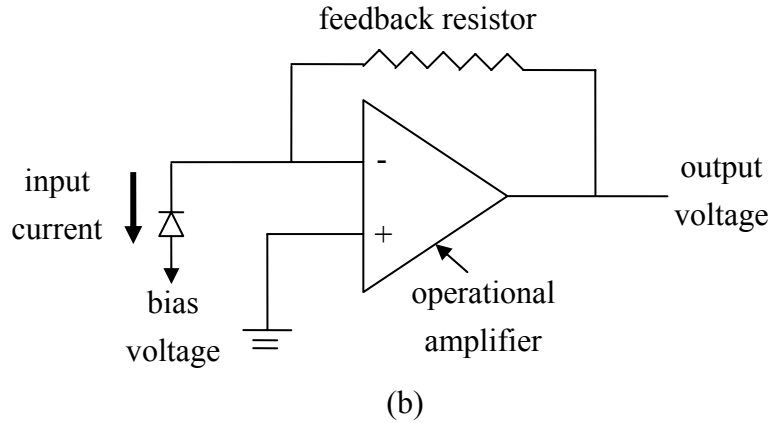 feedback resistor
-
input
current
+
bias
voltage
operational
amplifier
output
voltage
(b)